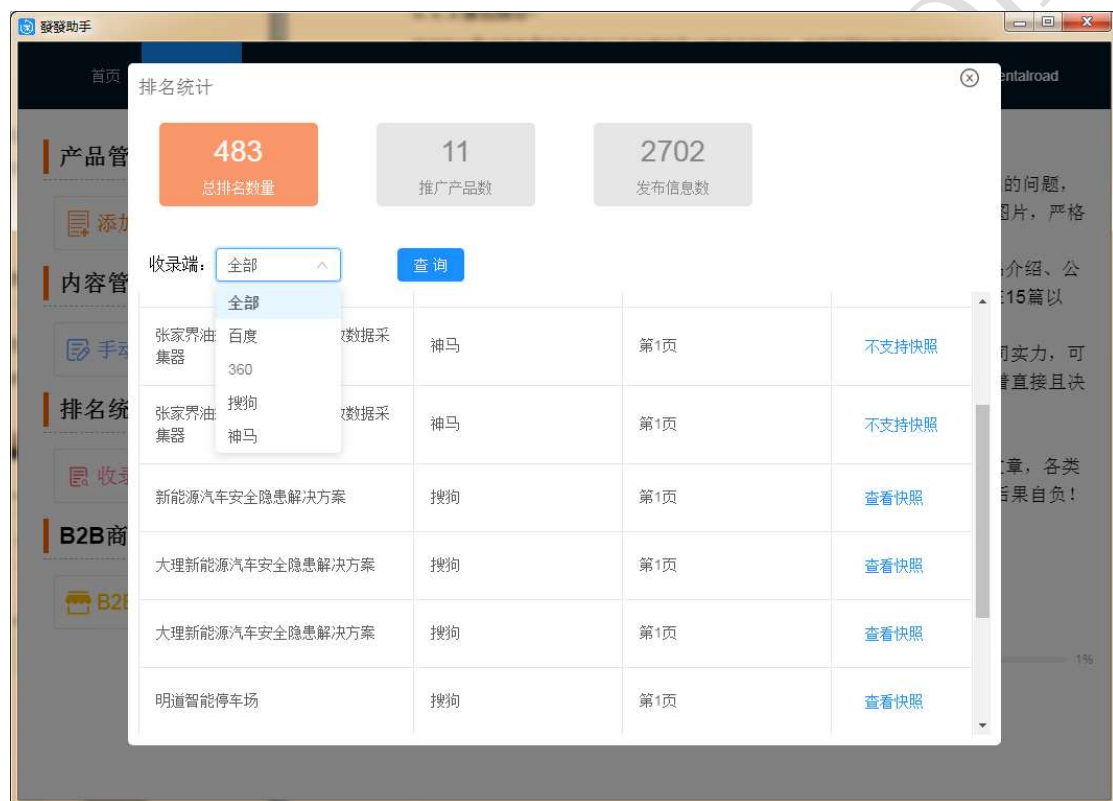 發發助手
首页
entalroad
排名统计
483
总排名数量
11
推广产品数
2702
发布信息数
收录端：
全部
查 询
全部
百度
360
搜狗
神马
张家界油
数据采
集器
神马
第1页
不支持快照
张家界油
数据采
集器
神马
第1页
不支持快照
新能源汽车安全隐患解决方案
搜狗
第1页
查看快照
大理新能源汽车安全隐患解决方案
搜狗
第1页
查看快照
大理新能源汽车安全隐患解决方案
搜狗
第1页
查看快照
明道智能停车场
搜狗
第1页
查看快照
产品管
添加
内容管
手动
排名统
收录
B2B商
B2B
的问题，
图片，严格
介绍、公
15篇以
司实力，可
着直接且决
章，各类
后果自负！
1%